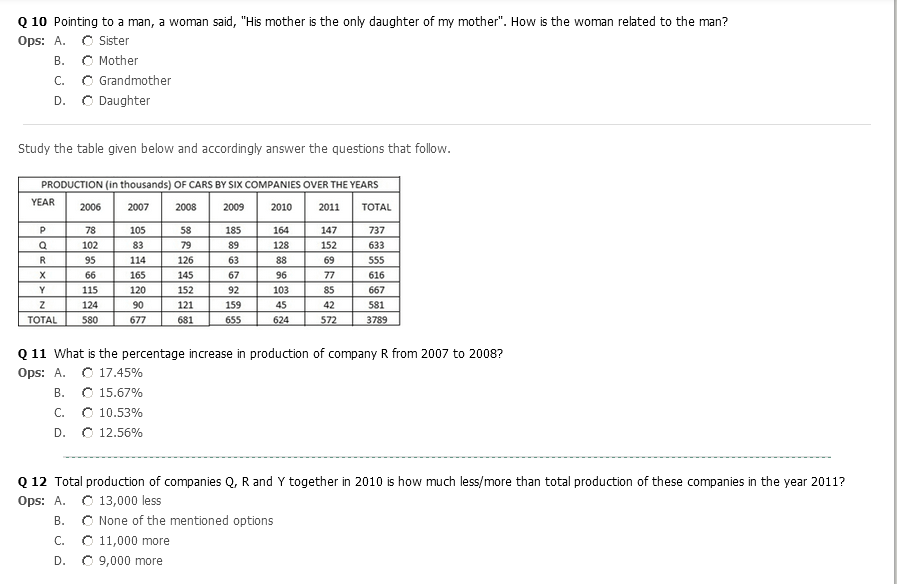 Q 10 Pointing to a man, a woman said, "His mother is the only daughter of my mother". How is the woman related to the man?
Ops: A. Sister
B. Mother
C. Grandmother
D. Daughter
Study the table given below and accordingly answer the questions that follow.
PRODUCTION (in thousands) OF CARS BY SIX COMPANIES OVER THE YEARS
YEAR 2006 2007 2008 2009 2010 2011 TOTAL
P 78 105 58 185 164 147 737
Q 102 83 79 89 128 152 633
R 95 114 126 63 88 69 555
X 66 165 145 67 96 77 616
Y 115 120 152 92 103 85 667
Z 124 90 121 159 45 42 581
TOTAL 580 677 681 655 624 572 3789
Q 11 What is the percentage increase in production of company R from 2007 to 2008?
Ops: A. 17.45%
B. 15.67%
C. 10.53%
D. 12.56%
Q 12 Total production of companies Q, R and Y together in 2010 is how much less/more than total production of these companies in the year 2011?
Ops: A. 13,000 less
B. None of the mentioned options
C. 11,000 more
D. 9,000 more